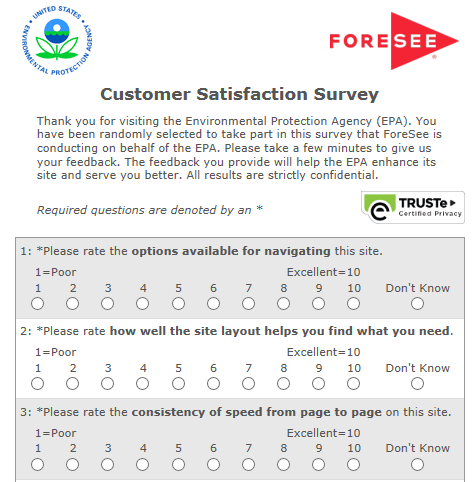 UNITED STATES
ENVIRONMENTAL PROTECTION AGENCY
FORESEE
Customer Satisfaction Survey
Thank you for visiting the Environmental Protection Agency (EPA). You
have been randomly selected to take part in this survey that ForeSee is
conducting on behalf of the EPA. Please take a few minutes to give us
your feedback. The feedback you provide will help the EPA enhance its
site and serve you better. All results are strictly confidential.
Required questions are denoted by an *
TRUSTe
Certified Privacy
1: *Please rate the options available for navigating this site.
1=Poor Excellent=10
1 2 3 4 5 6 7 8 9 10 Don't Know
2: *Please rate how well the site layout helps you find what you need.
1=Poor Excellent=10
1 2 3 4 5 6 7 8 9 10 Don't Know
3: *Please rate the consistency of speed from page to page on this site.
1=Poor Excellent=10
1 2 3 4 5 6 7 8 9 10 Don't Know